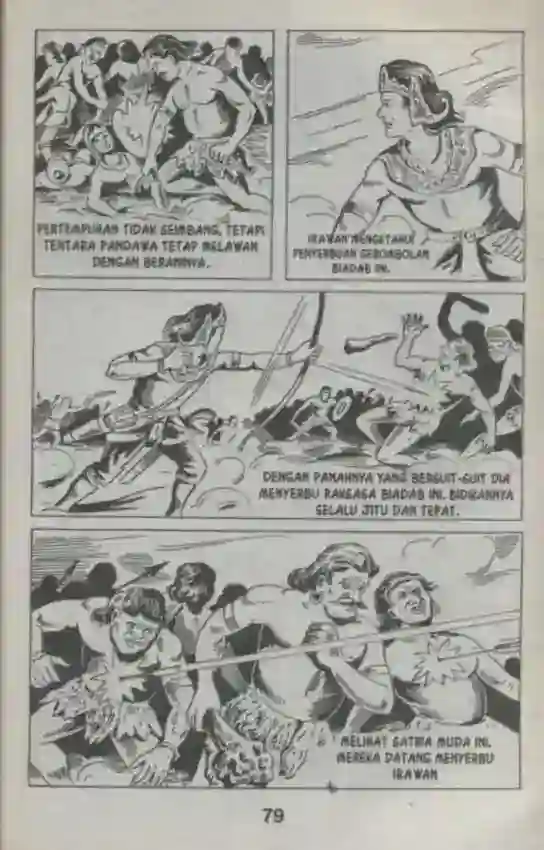 PERTEMPURAN TIDAK SEIMBANG, TETAPI
TENTARA PANDAWA TETAP MELAWAN
DENGAN BERANINYA.
IRAWAN MENGETAHUI
PENYERBUAN GEROMBOLAN
BIADAB INI.
DENGAN PANAHNYA YANG BERGUIT-GUIT DIA
MENYERBU RAKSASA BIADAB INI. BIDIKANNYA
SELALU JITU DAN TEPAT.
MELIHAT SATRIA MUDA INI.
MEREKA DATANG MENYERBU
IRAWAN
79